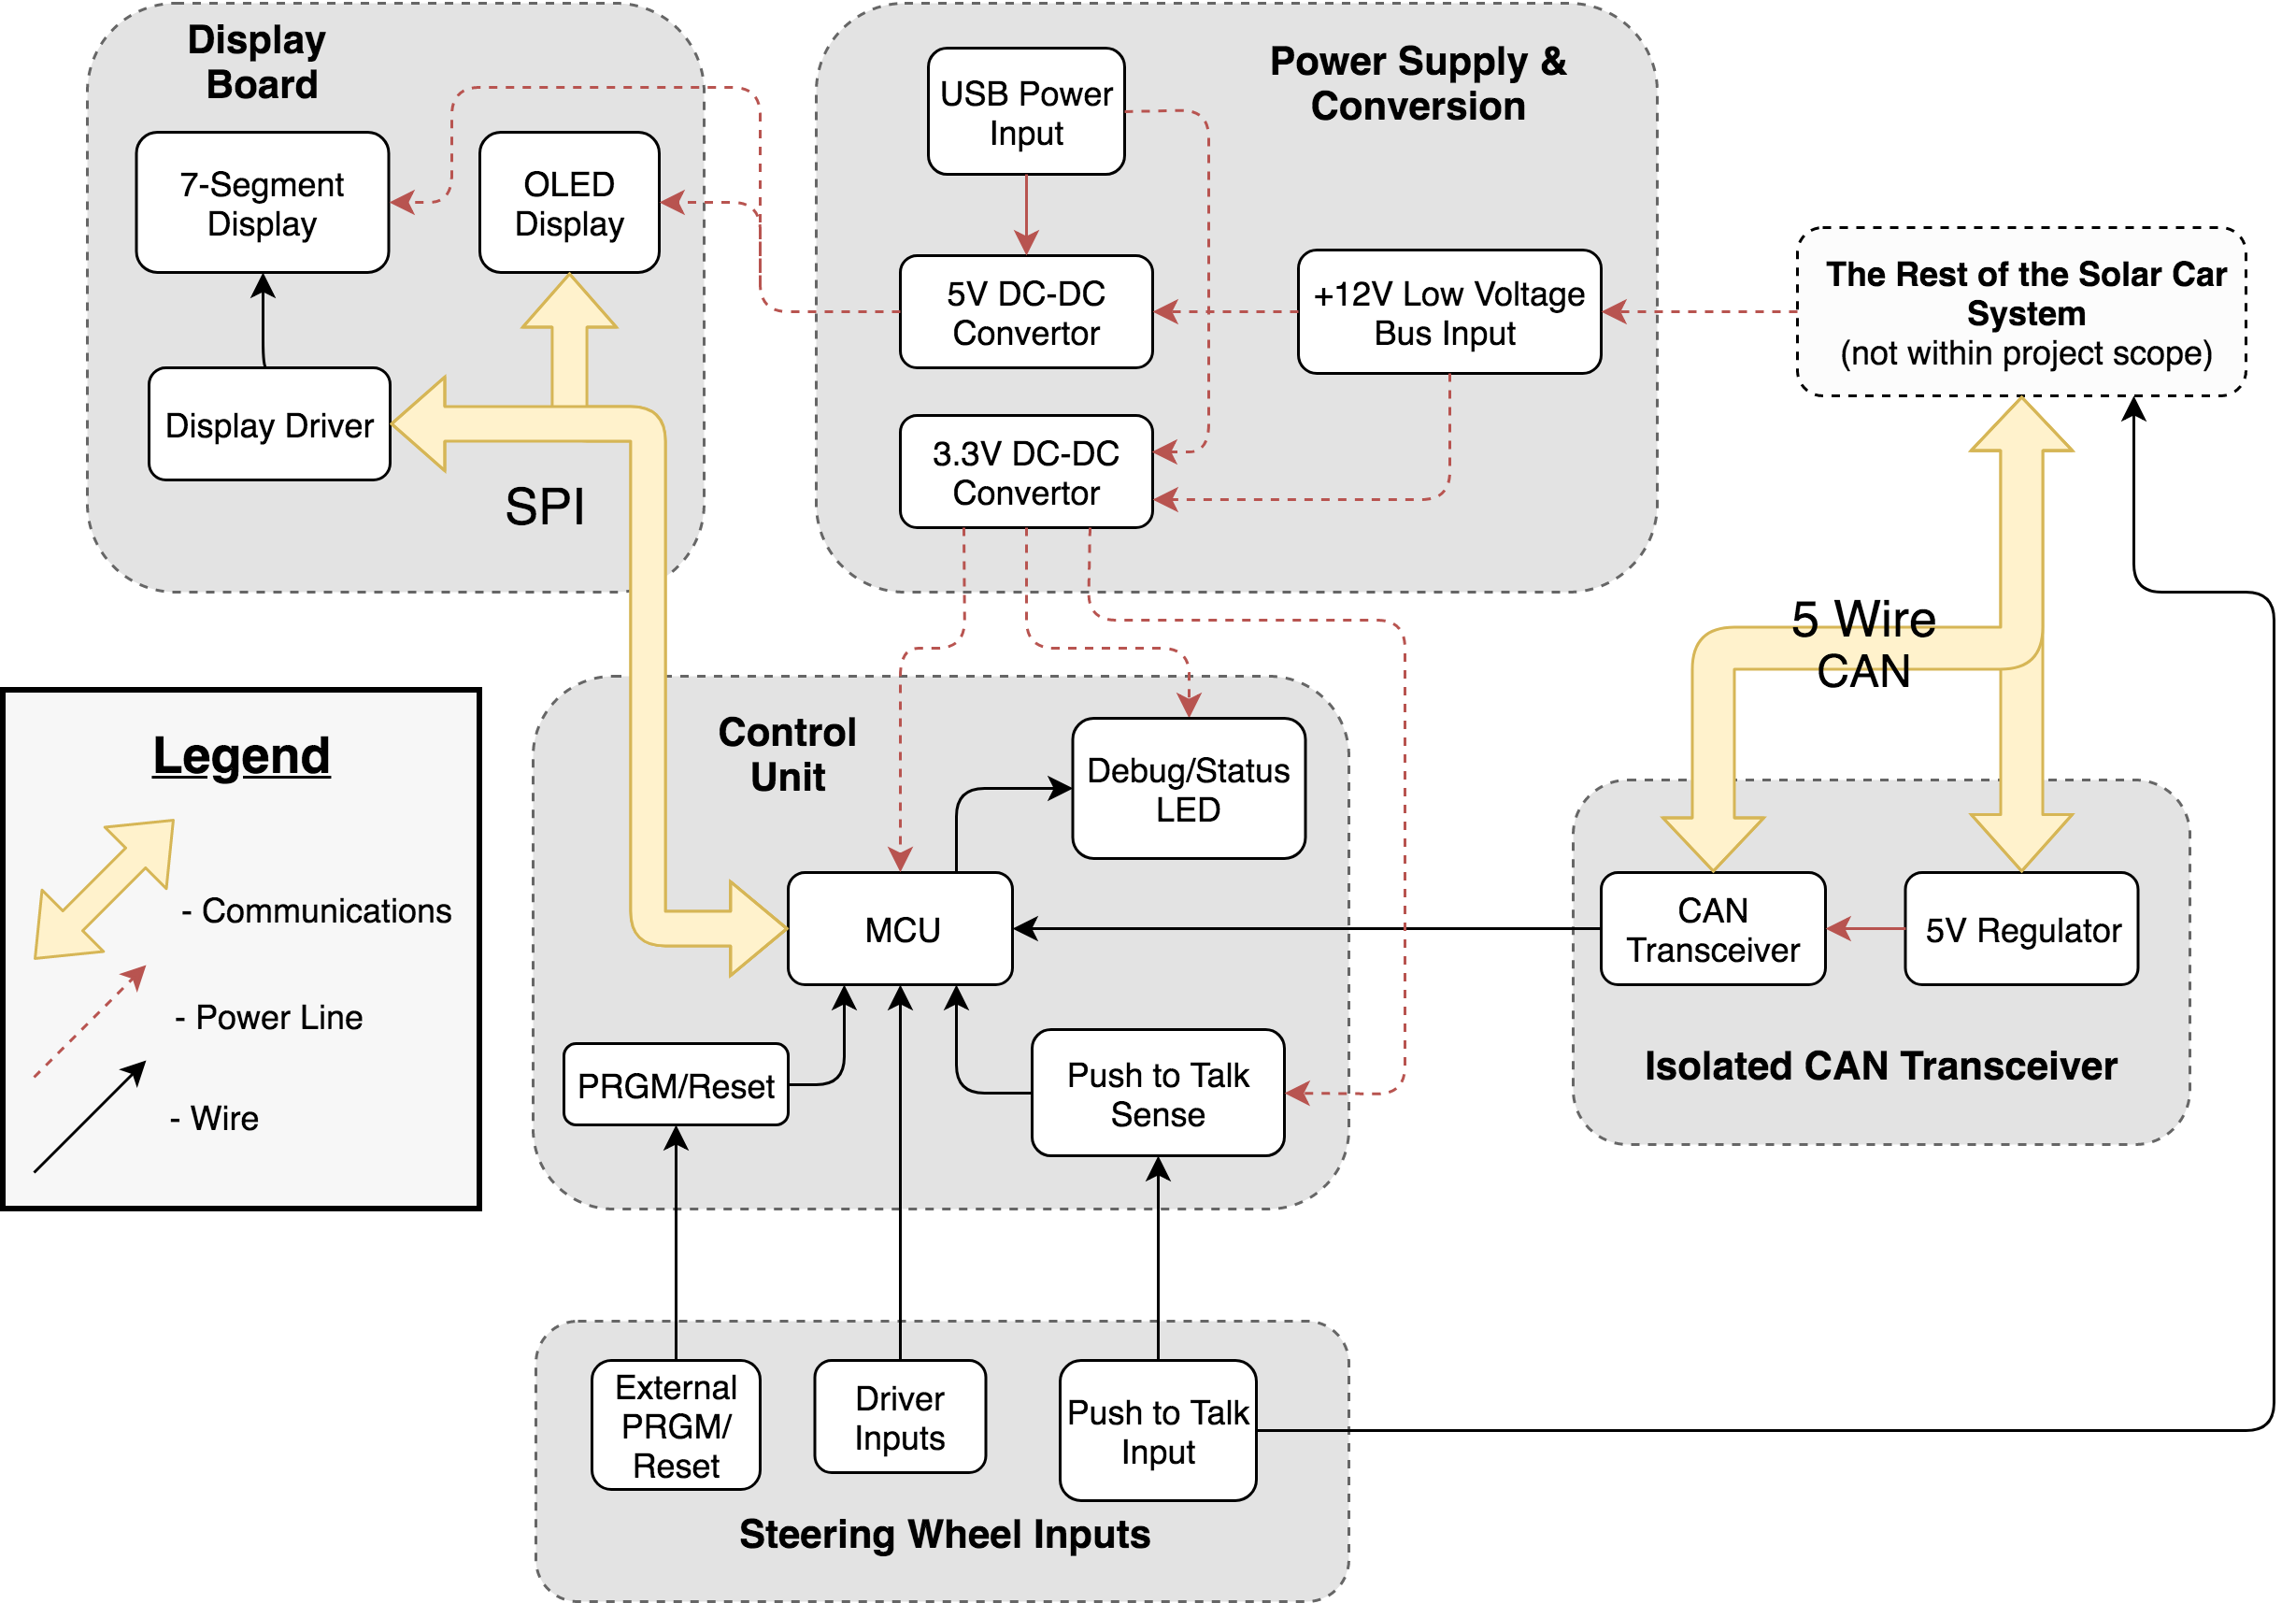 Display
Board
7-Segment
Display
OLED
Display
Display Driver
SPI
Power Supply &
Conversion
USB Power
Input
5V DC-DC
Convertor
+12V Low Voltage
Bus Input
3.3V DC-DC
Convertor
The Rest of the Solar Car
System
(not within project scope)
5 Wire
CAN
Legend
- Communications
- Power Line
- Wire
Control
Unit
Debug/Status
LED
MCU
PRGM/Reset
Push to Talk
Sense
CAN
Transceiver
5V Regulator
Isolated CAN Transceiver
External
PRGM/
Reset
Driver
Inputs
Push to Talk
Input
Steering Wheel Inputs